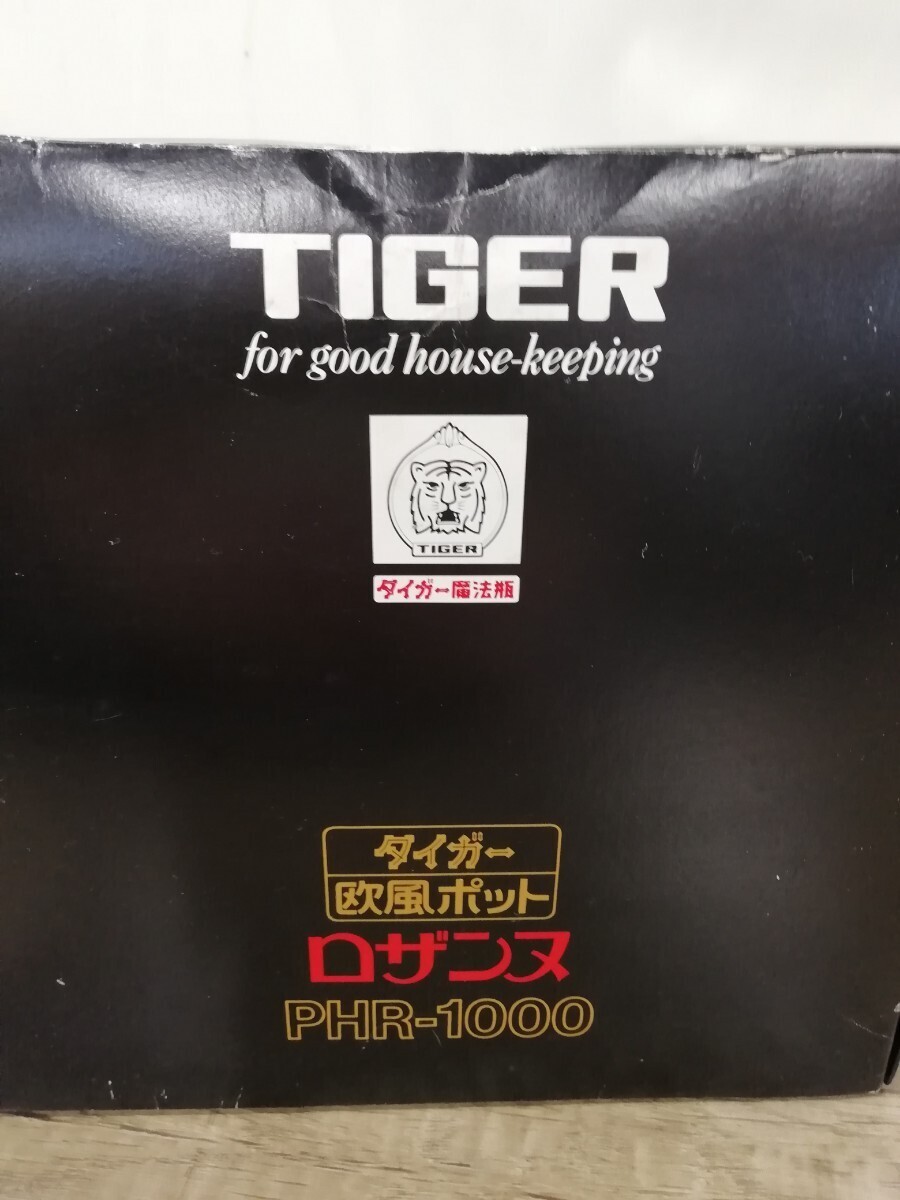 TIGER
for good house-keeping
TIGER
タイガー魔法瓶
タイガー
欧風ポット
ロザンヌ
PHR-1000